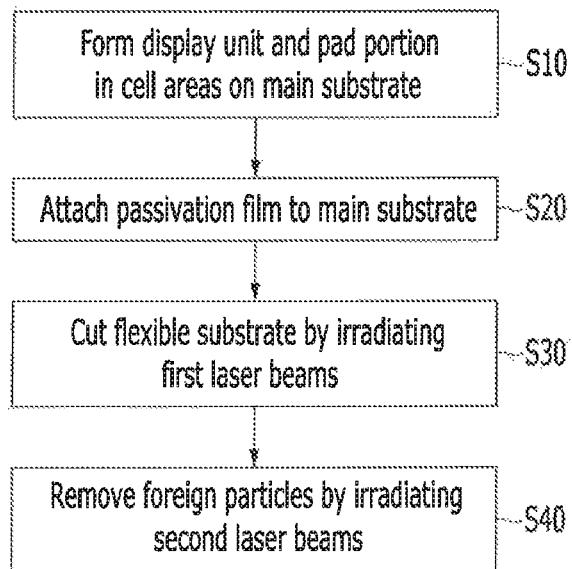 Form display unit and pad portion
in cell areas on main substrate
S10
Attach passivation film to main substrate
S20
Cut flexible substrate by irradiating
first laser beams
S30
Remove foreign particles by irradiating
second laser beams
S40